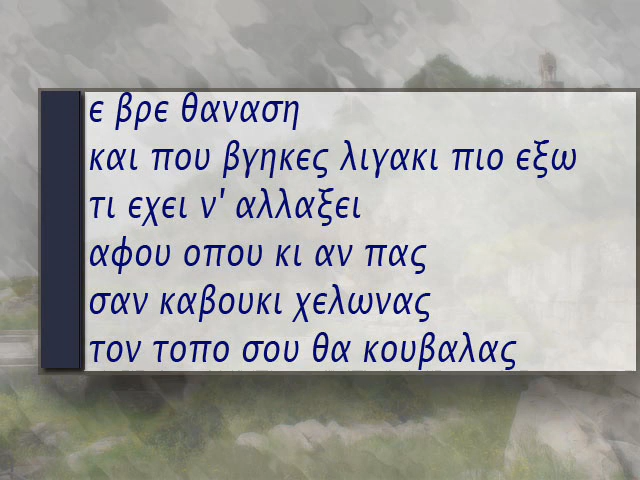 ε βρε θαναση
και που βγηκες λιγακι πιο εξω
τι εχει ν' αλλαξει
αφου οπου κι αν πας
σαν καβουκι χελωνας
τον τοπο σου θα κουβαλας